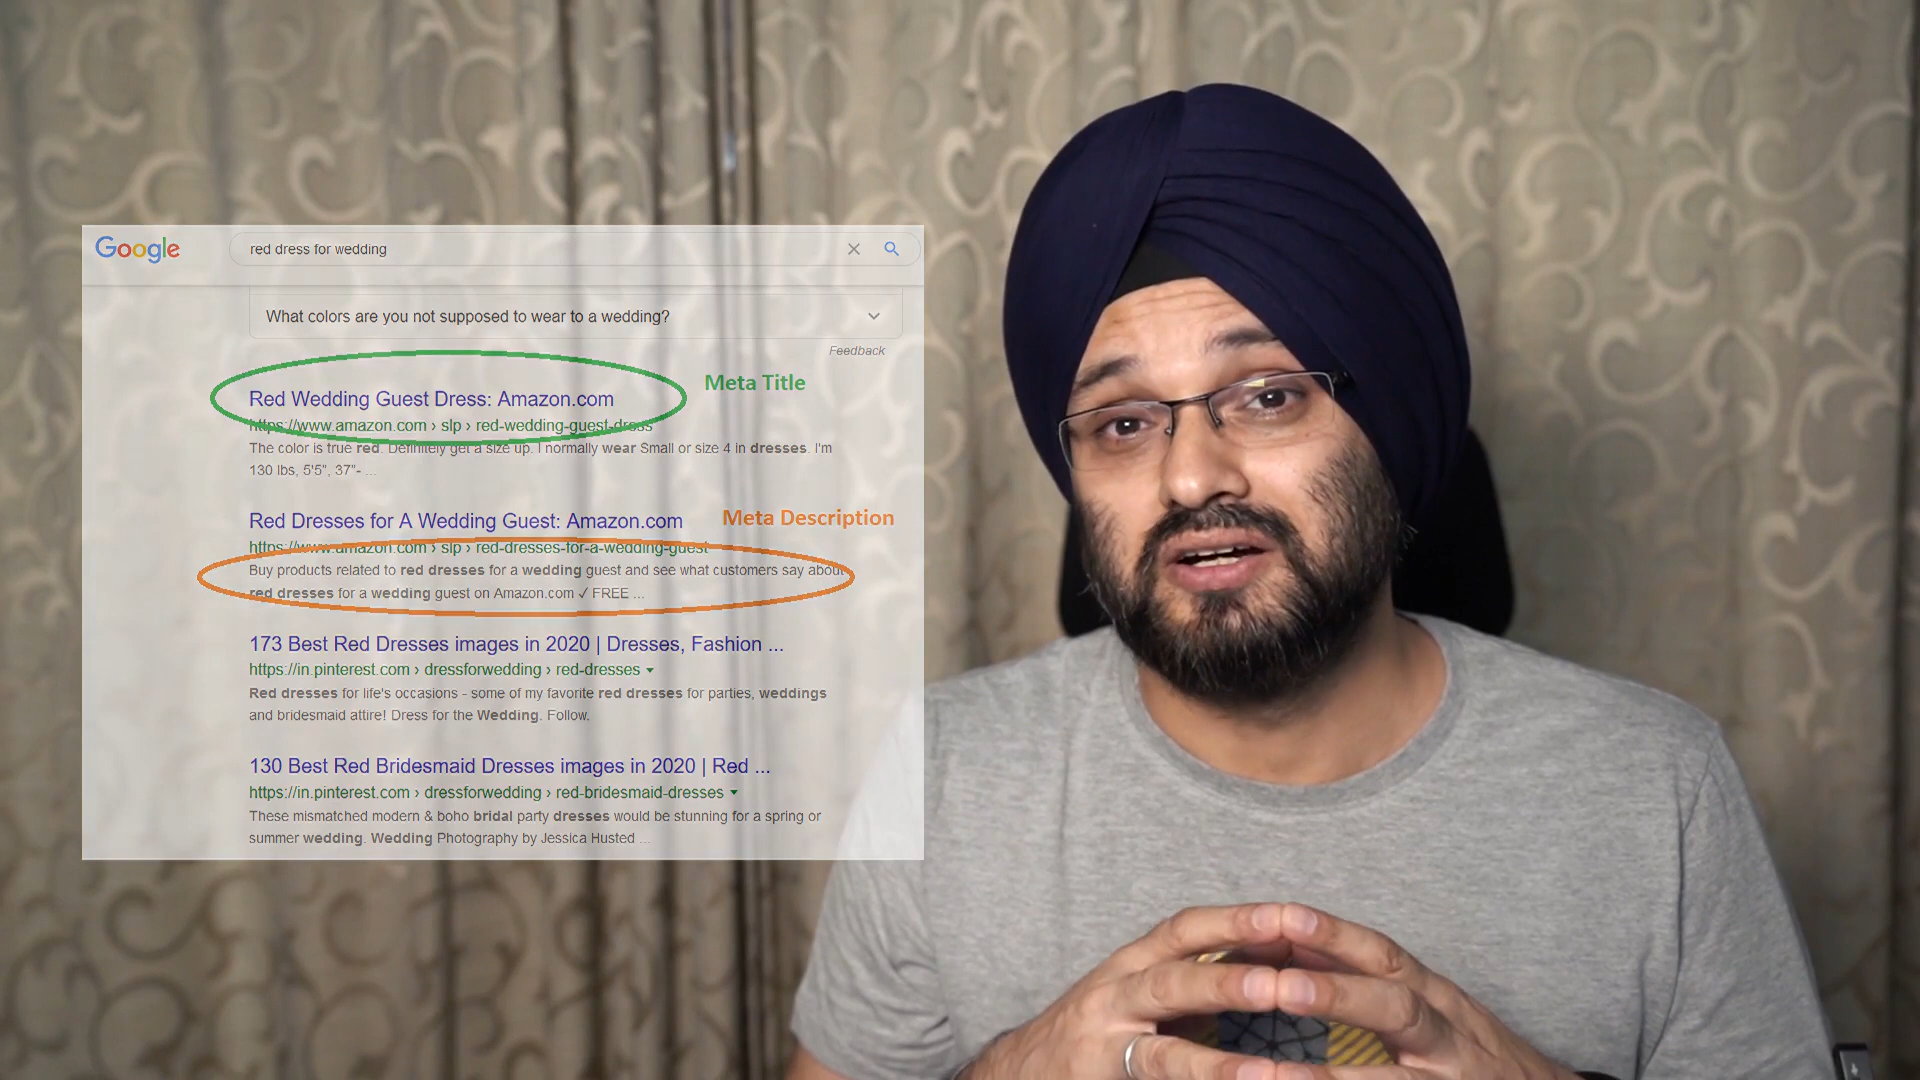 Google
red dress for wedding
What colors are you not supposed to wear to a wedding?
Feedback
Red Wedding Guest Dress: Amazon.com
Meta Title
https://www.amazon.com › slp › red-wedding-guest-dress
The color is true red. Definitely get a size up. I normally wear Small or size 4 in dresses. I'm
130 lbs, 5'5", 37"- ...
Red Dresses for A Wedding Guest: Amazon.com
Meta Description
https://www.amazon.com › slp › red-dresses-for-a-wedding-guest
Buy products related to red dresses for a wedding guest and see what customers say about
red dresses for a wedding guest on Amazon.com ✓ FREE ...
173 Best Red Dresses images in 2020 | Dresses, Fashion ...
https://in.pinterest.com › dressforwedding › red-dresses
Red dresses for life's occasions - some of my favorite red dresses for parties, weddings
and bridesmaid attire! Dress for the Wedding. Follow.
130 Best Red Bridesmaid Dresses images in 2020 | Red ...
https://in.pinterest.com › dressforwedding › red-bridesmaid-dresses
These mismatched modern & boho bridal party dresses would be stunning for a spring or
summer wedding. Wedding Photography by Jessica Husted ...